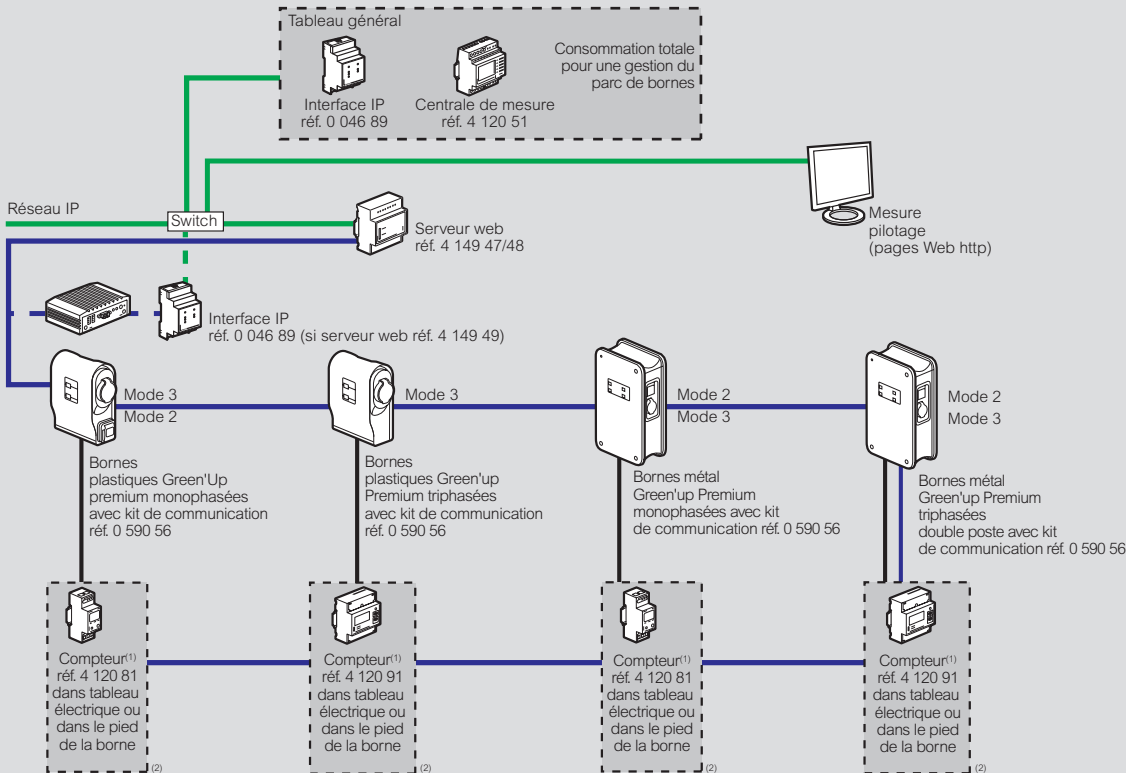 Tableau général
Consommation totale
pour une gestion du
parc de bornes
Interface IP
réf. 0 046 89
Centrale de mesure
réf. 4 120 51
Réseau IP
Switch
Serveur web
réf. 4 149 47/48
Mesure
pilotage
(pages Web http)
Interface IP
réf. 0 046 89 (si serveur web réf. 4 149 49)
Mode 3
Mode 2
Mode 3
Mode 2
Mode 3
Mode 2
Mode 3
Bornes
plastiques Green'Up
premium monophasées
avec kit de communication
réf. 0 590 56
Bornes
plastiques Green'up
Premium triphasées
avec kit de communication
réf. 0 590 56
Bornes métal
Green'up Premium
monophasées avec kit
de communication réf. 0 590 56
Bornes métal
Green'up Premium
triphasées
double poste avec kit
de communication réf. 0 590 56
Compteur(1)
réf. 4 120 81
dans tableau
électrique ou
dans le pied
de la borne
(2)
Compteur(1)
réf. 4 120 91
dans tableau
électrique ou
dans le pied
de la borne
(2)
Compteur(1)
réf. 4 120 81
dans tableau
électrique ou
dans le pied
de la borne
(2)
Compteur(1)
réf. 4 120 91
dans tableau
électrique ou
dans le pied
de la borne
(2)